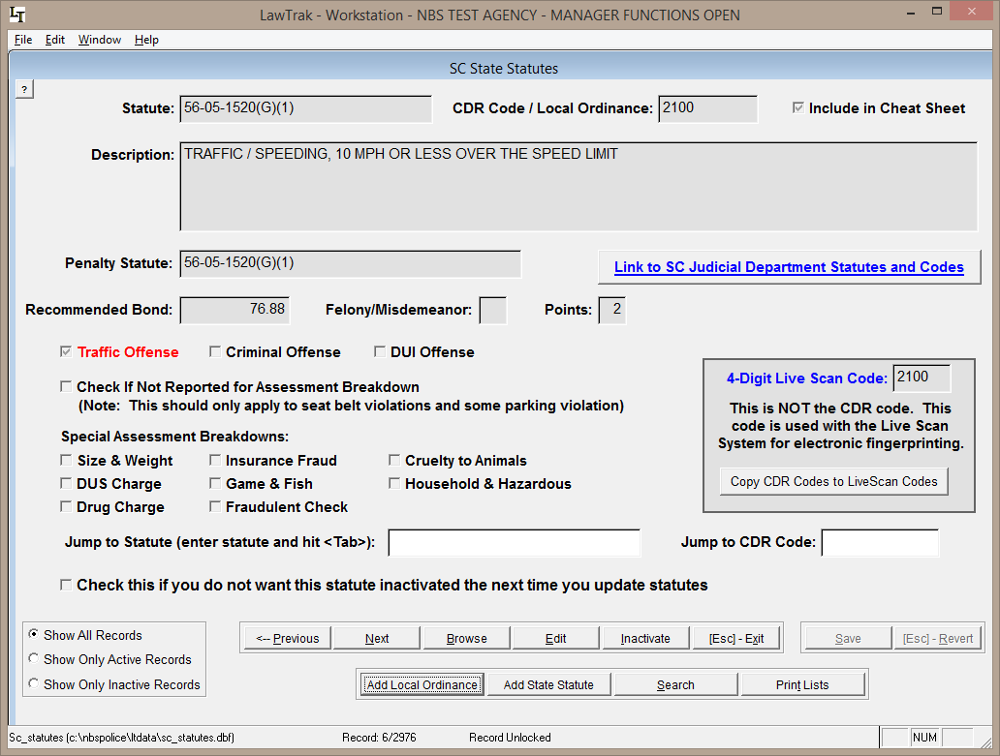 LT
LawTrak - Workstation - NBS TEST AGENCY - MANAGER FUNCTIONS OPEN
File Edit Window Help
SC State Statutes
?
Statute: 56-05-1520(G)(1) CDR Code / Local Ordinance: 2100 Include in Cheat Sheet
Description: TRAFFIC / SPEEDING, 10 MPH OR LESS OVER THE SPEED LIMIT
Penalty Statute: 56-05-1520(G)(1) Link to SC Judicial Department Statutes and Codes
Recommended Bond: 76.88 Felony/Misdemeanor: Points: 2
Traffic Offense Criminal Offense DUI Offense
Check If Not Reported for Assessment Breakdown
(Note: This should only apply to seat belt violations and some parking violation)
4-Digit Live Scan Code: 2100
This is NOT the CDR code. This
code is used with the Live Scan
System for electronic fingerprinting.
Copy CDR Codes to LiveScan Codes
Special Assessment Breakdowns:
Size & Weight Insurance Fraud Cruelty to Animals
DUS Charge Game & Fish Household & Hazardous
Drug Charge Fraudulent Check
Jump to Statute (enter statute and hit <Tab>): Jump to CDR Code:
Check this if you do not want this statute inactivated the next time you update statutes
Show All Records
Show Only Active Records
Show Only Inactive Records
<-- Previous Next Browse Edit Inactivate [Esc] - Exit Save [Esc] - Revert
Add Local Ordinance Add State Statute Search Print Lists
Sc_statutes (c:\nbspolice\ltdata\sc_statutes.dbf) Record: 6/2976 Record Unlocked NUM